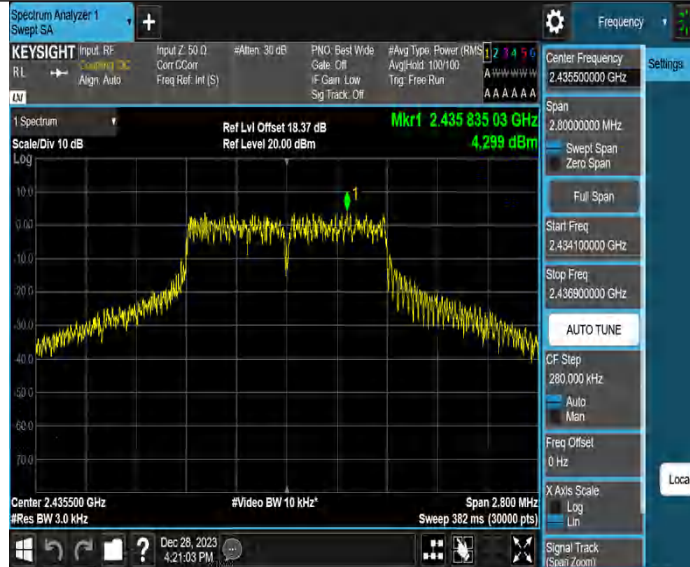 Spectrum Analyzer 1
Swept SA
+
Frequency
KEYSIGHT
RL
Input: RF
Coupling: DC
Align: Auto
Input Z: 50 Ω
Corr CCorr
Freq Ref: Int (S)
#Atten: 30 dB
PNO: Best Wide
Gate: Off
IF Gain: Low
Sig Track: Off
#Avg Type: Power (RMS
Avg|Hold: 100/100
Trig: Free Run
1 2 3 4 5 6
A W W W W W
A A A A A A
LXI
1 Spectrum
Scale/Div 10 dB
Log
Ref Lvl Offset 18.37 dB
Ref Level 20.00 dBm
Mkr1 2.435 835 03 GHz
4.299 dBm
1
10.0
0.00
-10.0
-20.0
-30.0
-40.0
-50.0
-60.0
-70.0
Center 2.435500 GHz
#Res BW 3.0 kHz
#Video BW 10 kHz*
Span 2.800 MHz
Sweep 382 ms (30000 pts)
Center Frequency
2.435500000 GHz
Settings
Span
2.80000000 MHz
Swept Span
Zero Span
Full Span
Start Freq
2.434100000 GHz
Stop Freq
2.436900000 GHz
AUTO TUNE
CF Step
280.000 kHz
Auto
Man
Freq Offset
0 Hz
Loca
X Axis Scale
Log
Lin
Signal Track
(Span Zoom)
?
Dec 28, 2023
4:21:03 PM